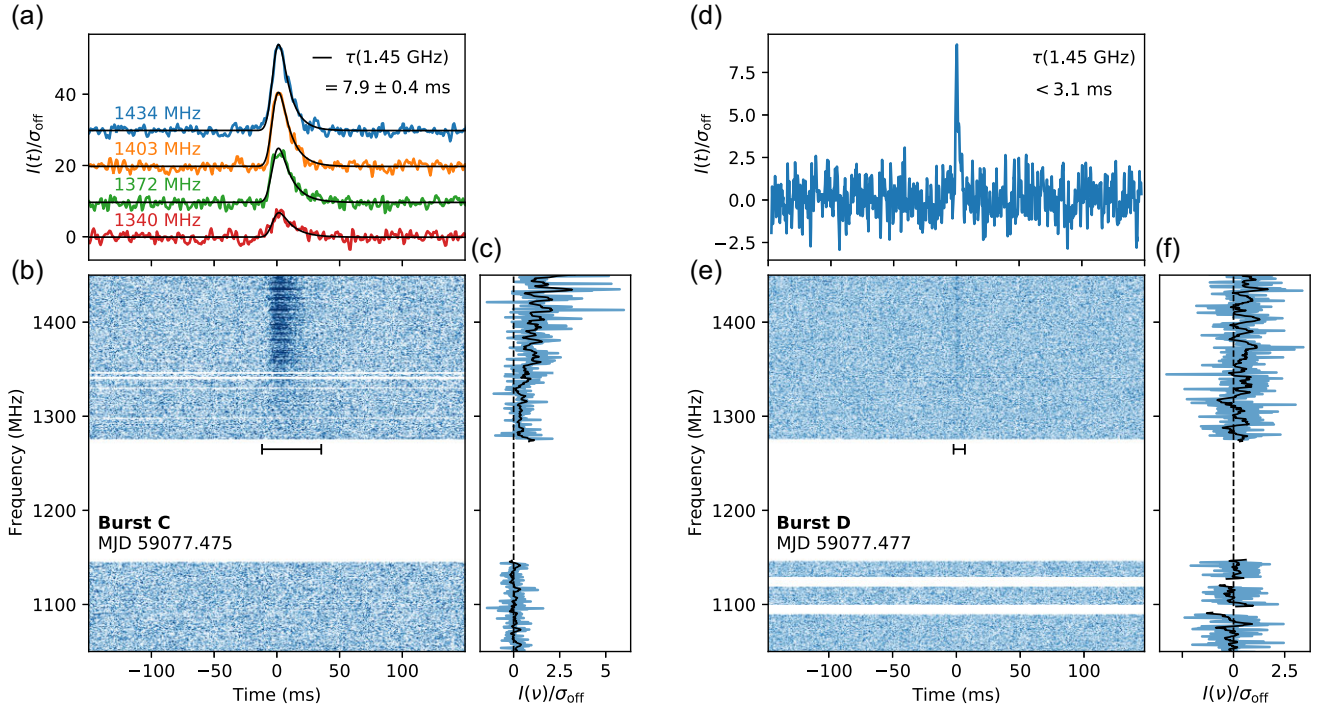 (a)
I(t)/σoff
40
20
0
τ(1.45 GHz)
= 7.9 ± 0.4 ms
1434 MHz
1403 MHz
1372 MHz
1340 MHz
(b)
Frequency (MHz)
1400
1300
1200
1100
Burst C
MJD 59077.475
−100
−50
0
50
100
Time (ms)
(c)
0
2.5
5
I(ν)/σoff
(d)
I(t)/σoff
7.5
5.0
2.5
0.0
−2.5
τ(1.45 GHz)
< 3.1 ms
(e)
Frequency (MHz)
1400
1300
1200
1100
Burst D
MJD 59077.477
−100
−50
0
50
100
Time (ms)
(f)
0
2.5
I(ν)/σoff